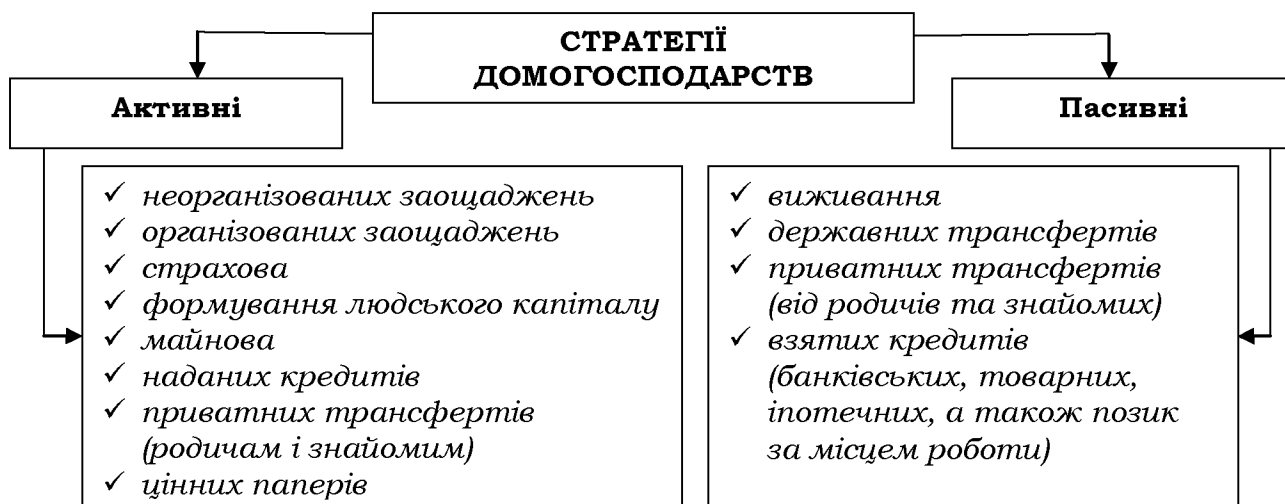 СТРАТЕГІЇ
ДОМОГОСПОДАРСТВ
Активні
Пасивні
✓ неорганізованих заощаджень
✓ організованих заощаджень
✓ страхова
✓ формування людського капіталу
✓ майнова
✓ наданих кредитів
✓ приватних трансфертів
(родичам і знайомим)
✓ цінних паперів
✓ виживання
✓ державних трансфертів
✓ приватних трансфертів
(від родичів та знайомих)
✓ взятих кредитів
(банківських, товарних,
іпотечних, а також позик
за місцем роботи)